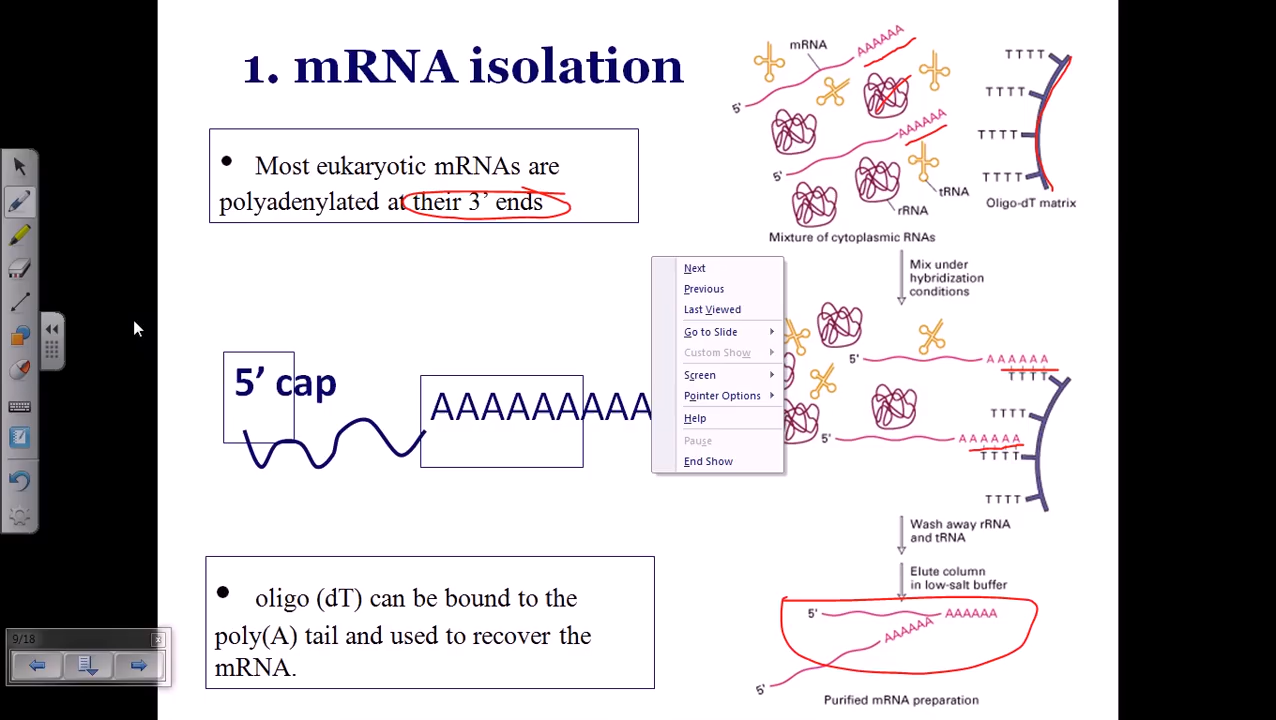 1. mRNA isolation
• Most eukaryotic mRNAs are
polyadenylated at their 3’ ends
5’ cap
AAAAAAAAA
• oligo (dT) can be bound to the
poly(A) tail and used to recover the
mRNA.
mRNA
AAAAAA
5'
AAAAAA
5'
tRNA
rRNA
Mixture of cytoplasmic RNAs
TTTT
TTTT
TTTT
TTTT
Oligo-dT matrix
Mix under
hybridization
conditions
5' AAAAAA
TTTT
TTTT
5' AAAAAA
TTTT
TTTT
Wash away rRNA
and tRNA
Elute column
in low-salt buffer
5' AAAAAA
AAAAAA
5'
Purified mRNA preparation
Next
Previous
Last Viewed
Go to Slide
Custom Show
Screen
Pointer Options
Help
Pause
End Show
9/18